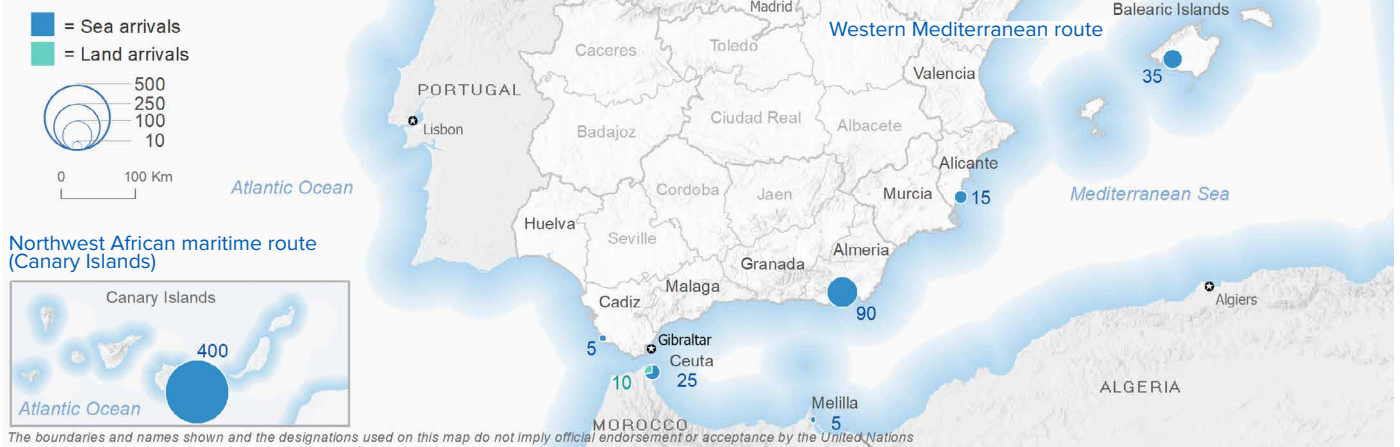 Madrid
Balearic Islands
= Sea arrivals
Western Mediterranean route
= Land arrivals
Caceres
Toledo
Valencia
35
500
250
100
10
PORTUGAL
Lisbon
Badajoz
Ciudad Real
Albacete
0 100 Km
Alicante
Atlantic Ocean
Cordoba
Jaen
Murcia
15
Mediterranean Sea
Huelva
Seville
Northwest African maritime route
(Canary Islands)
Almeria
Granada
Malaga
Canary Islands
Cadiz
90
Algiers
400
5
Gibraltar
Ceuta
10
25
ALGERIA
Atlantic Ocean
Melilla
5
MOROCCO
The boundaries and names shown and the designations used on this map do not imply official endorsement or acceptance by the United Nations